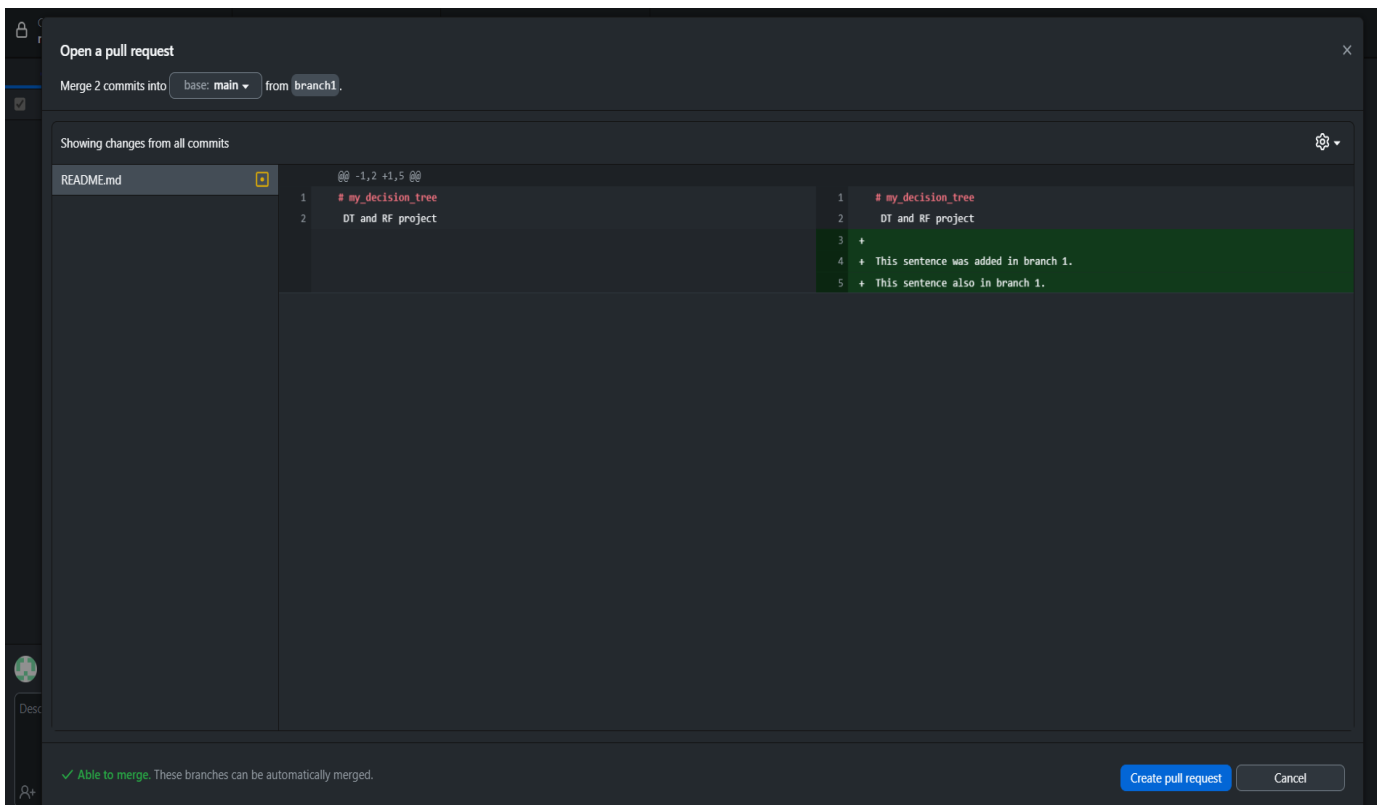 Open a pull request
Merge 2 commits into base: main from branch1.
Showing changes from all commits
README.md
@@ -1,2 +1,5 @@
1 # my_decision_tree
2 DT and RF project
1 # my_decision_tree
2 DT and RF project
3 +
4 + This sentence was added in branch 1.
5 + This sentence also in branch 1.
Desc
Able to merge. These branches can be automatically merged.
Create pull request
Cancel